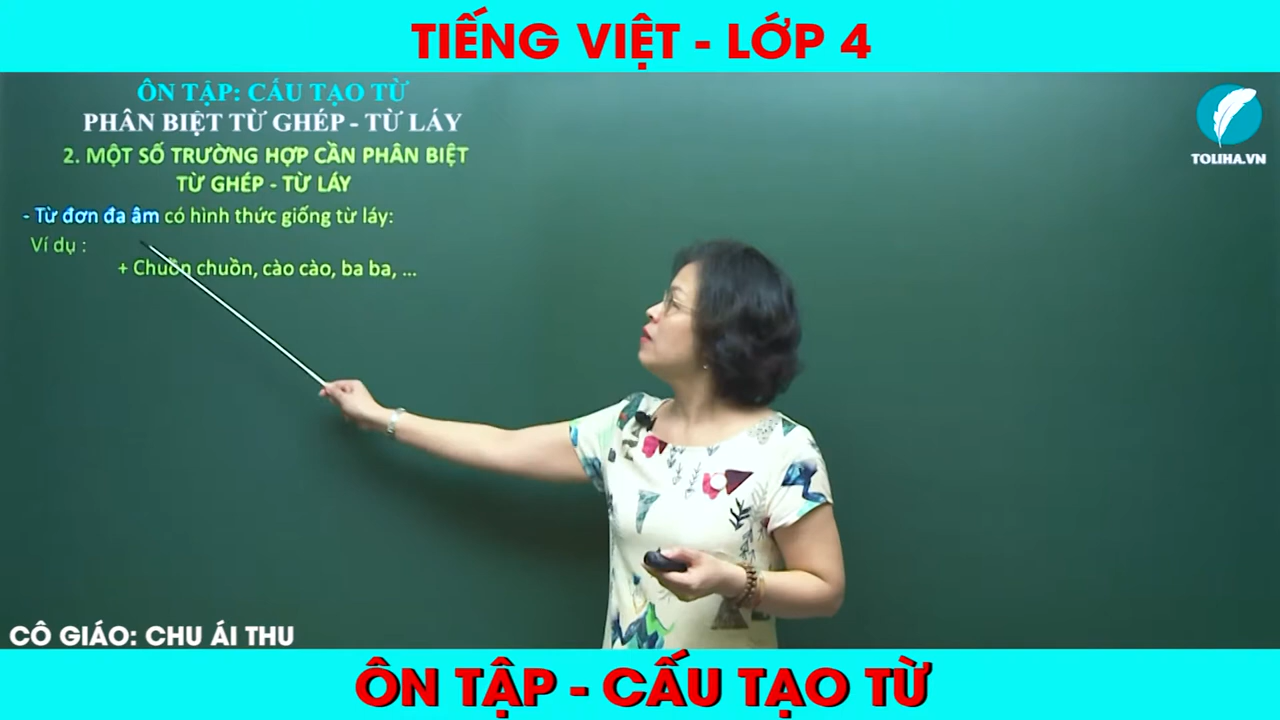 TIẾNG VIỆT - LỚP 4
ÔN TẬP: CẤU TẠO TỪ
PHÂN BIỆT TỪ GHÉP - TỪ LÁY
2. MỘT SỐ TRƯỜNG HỢP CẦN PHÂN BIỆT
TỪ GHÉP - TỪ LÁY
- Từ đơn đa âm có hình thức giống từ láy:
Ví dụ :
+ Chuồn chuồn, cào cào, ba ba, ...
TOLIHA.VN
CÔ GIÁO: CHU ÁI THU
ÔN TẬP - CẤU TẠO TỪ